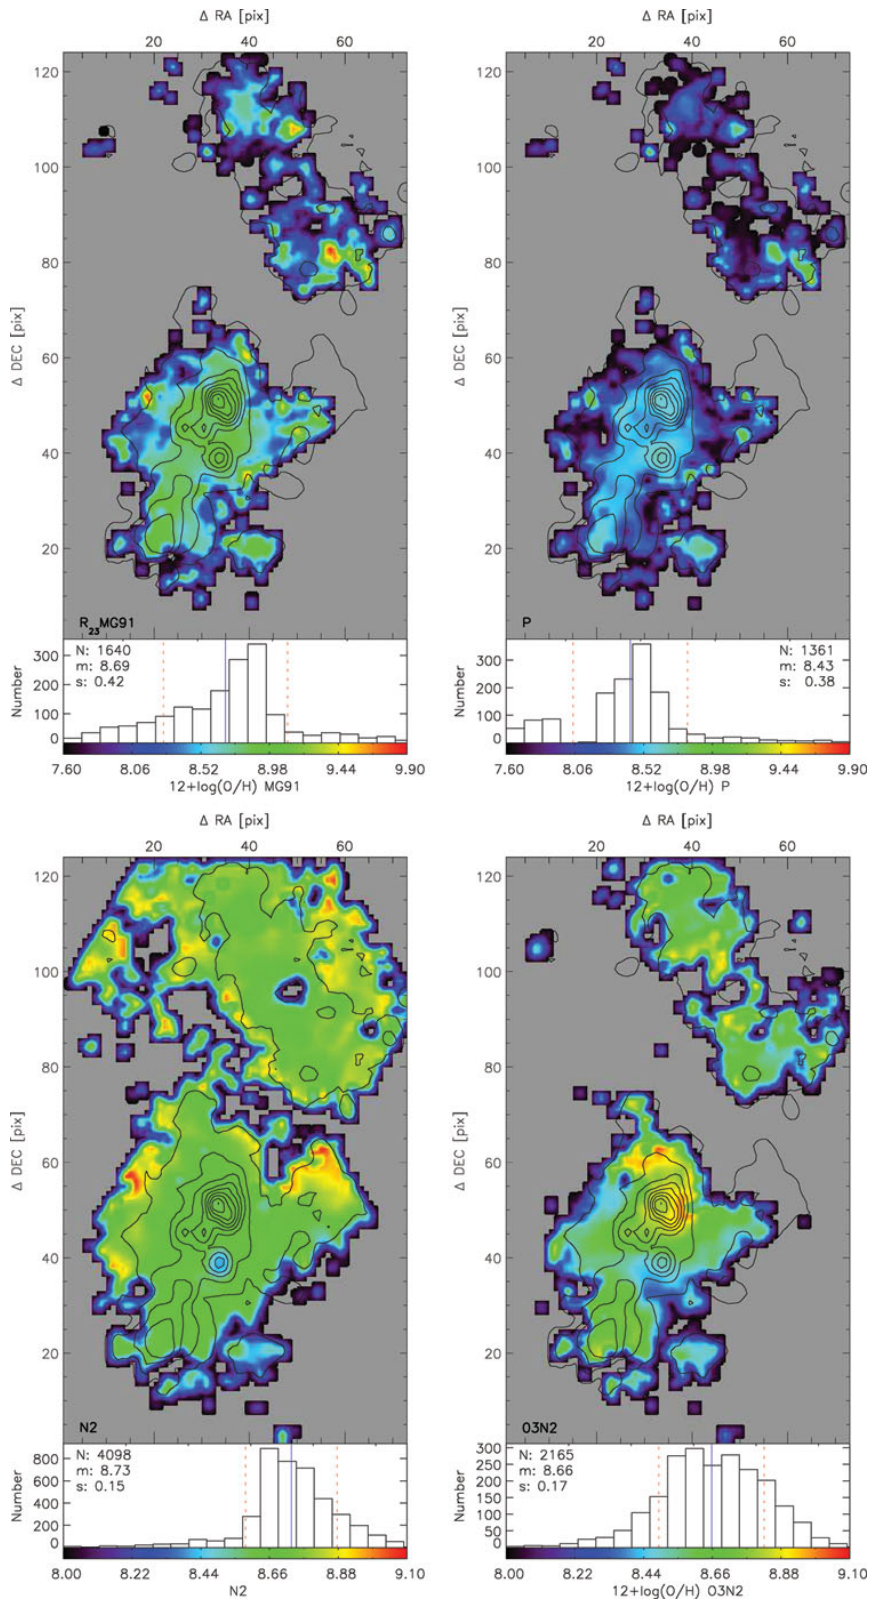 Δ RA [pix]
Δ RA [pix]
20 40 60
20 40 60
120
100
80
60
40
20
Δ DEC [pix]
R23MG91
120
100
80
60
40
20
Δ DEC [pix]
P
N: 1640
m: 8.69
s: 0.42
300
200
100
0
Number
7.60 8.06 8.52 8.98 9.44 9.90
12+log(O/H) MG91
N: 1361
m: 8.43
s: 0.38
300
200
100
0
Number
7.60 8.06 8.52 8.98 9.44 9.90
12+log(O/H) P
Δ RA [pix]
Δ RA [pix]
20 40 60
20 40 60
120
100
80
60
40
20
Δ DEC [pix]
N2
120
100
80
60
40
20
Δ DEC [pix]
O3N2
N: 4098
m: 8.73
s: 0.15
800
600
400
200
0
Number
8.00 8.22 8.44 8.66 8.88 9.10
N2
N: 2165
m: 8.66
s: 0.17
300
250
200
150
100
50
0
Number
8.00 8.22 8.44 8.66 8.88 9.10
12+log(O/H) O3N2